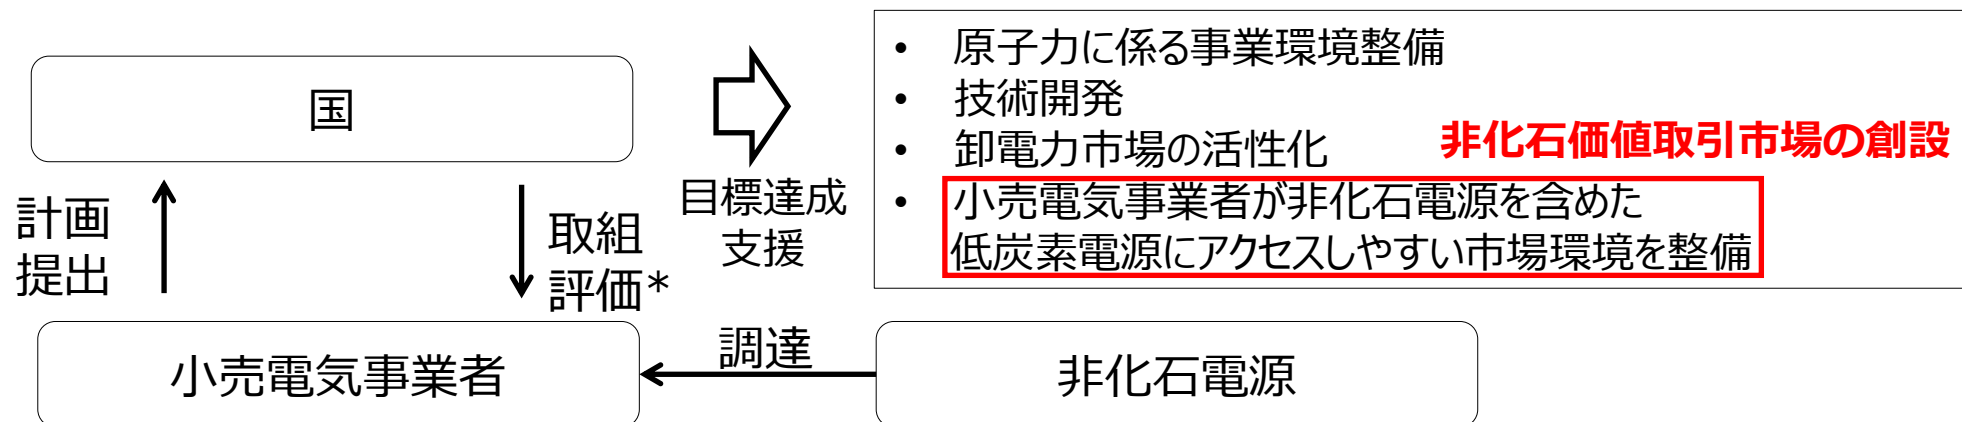 国
計画
提出
取組
評価*
目標達成
支援
• 原子力に係る事業環境整備
• 技術開発
• 卸電力市場の活性化
非化石価値取引市場の創設
• 小売電気事業者が非化石電源を含めた
低炭素電源にアクセスしやすい市場環境を整備
小売電気事業者
調達
非化石電源